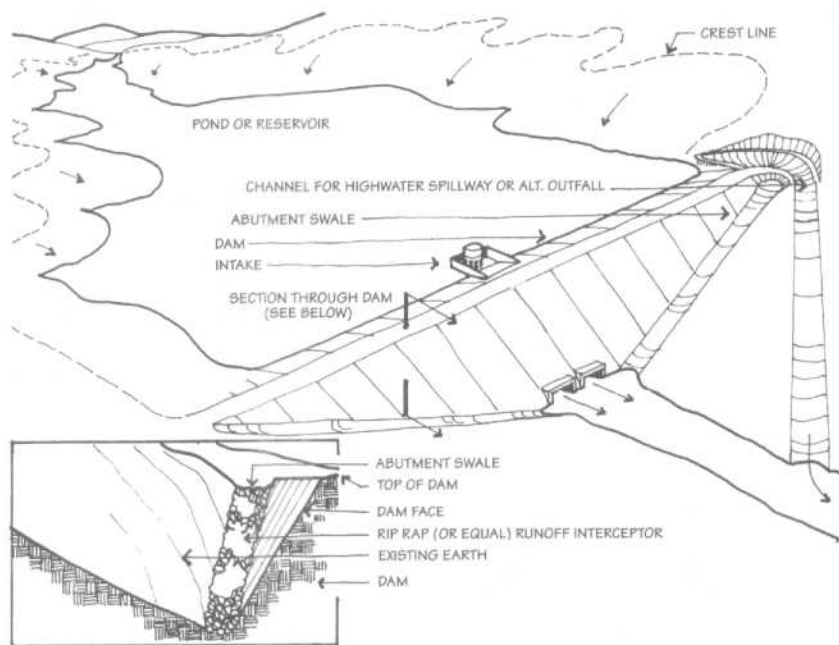 CREST LINE
POND OR RESERVOIR
CHANNEL FOR HIGHWATER SPILLWAY OR ALT. OUTFALL
ABUTMENT SWALE
DAM
INTAKE
SECTION THROUGH DAM
(SEE BELOW)
ABUTMENT SWALE
TOP OF DAM
DAM FACE
RIP RAP (OR EQUAL) RUNOFF INTERCEPTOR
EXISTING EARTH
DAM